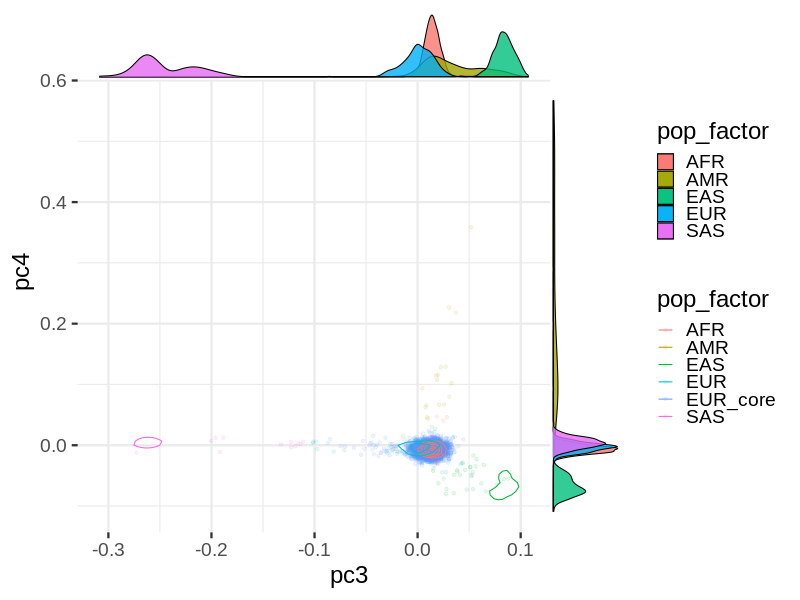 0.6
0.4
0.2
0.0
pc4
-0.3
-0.2
-0.1
0.0
0.1
pc3
pop_factor
AFR
AMR
EAS
EUR
SAS
pop_factor
AFR
AMR
EAS
EUR
EUR_core
SAS